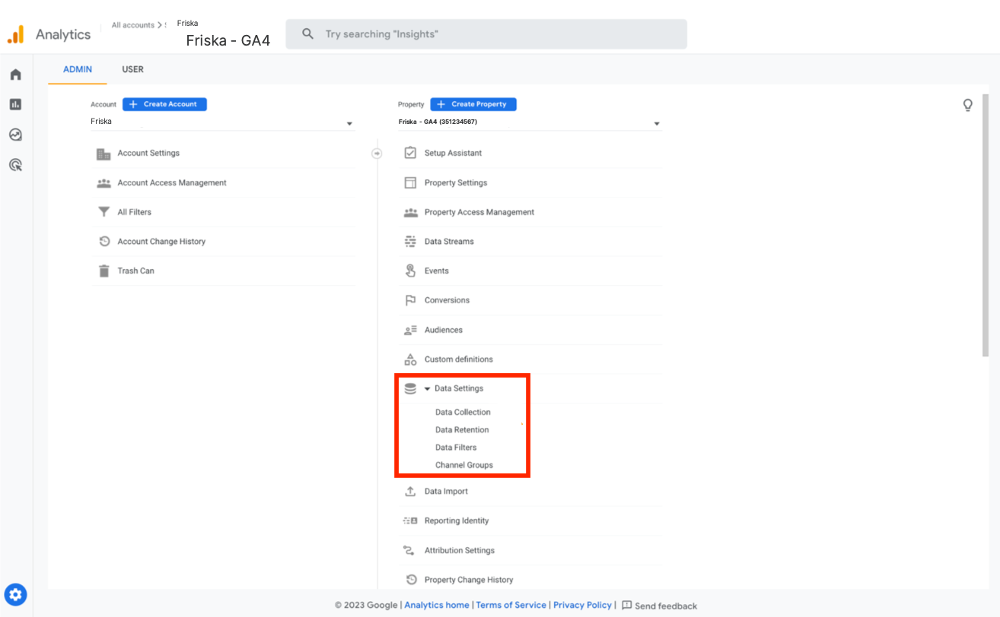 Analytics
All accounts >
Friska
Friska - GA4
Try searching "Insights"
ADMIN
USER
Account
+ Create Account
Friska
Account Settings
Account Access Management
All Filters
Account Change History
Trash Can
Property
+ Create Property
Friska - GA4 (351234567)
Setup Assistant
Property Settings
Property Access Management
Data Streams
Events
Conversions
Audiences
Custom definitions
Data Settings
Data Collection
Data Retention
Data Filters
Channel Groups
Data Import
Reporting Identity
Attribution Settings
Property Change History
© 2023 Google | Analytics home | Terms of Service | Privacy Policy | Send feedback